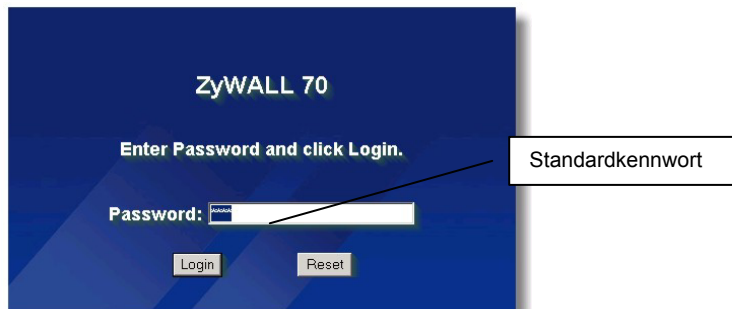 ZyWALL 70
Enter Password and click Login.
Standardkennwort
Password: ****
Login Reset